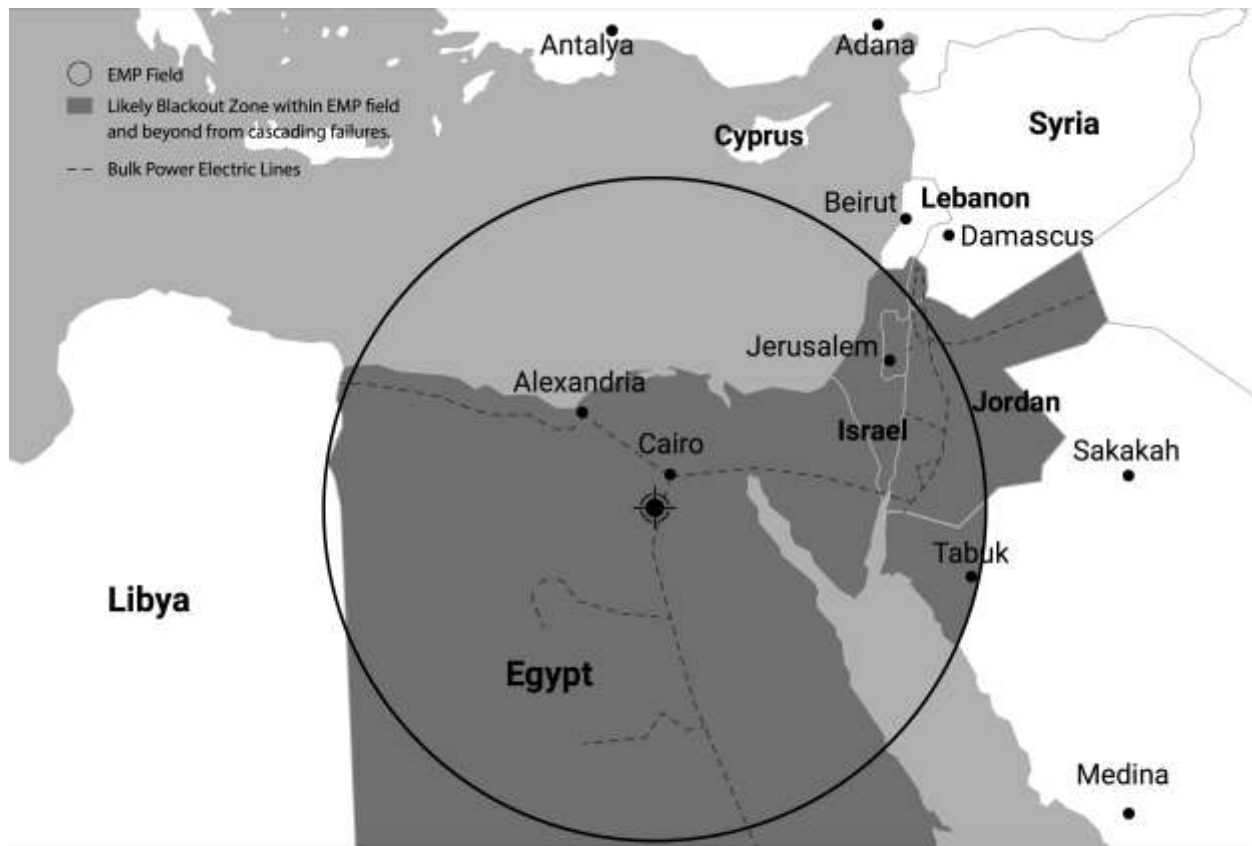 Antalya
Adana
EMP Field
Likely Blackout Zone within EMP field
and beyond from cascading failures.
Bulk Power Electric Lines
Cyprus
Syria
Beirut
Lebanon
Damascus
Jerusalem
Alexandria
Jordan
Israel
Cairo
Sakakah
Tabuk
Libya
Egypt
Medina